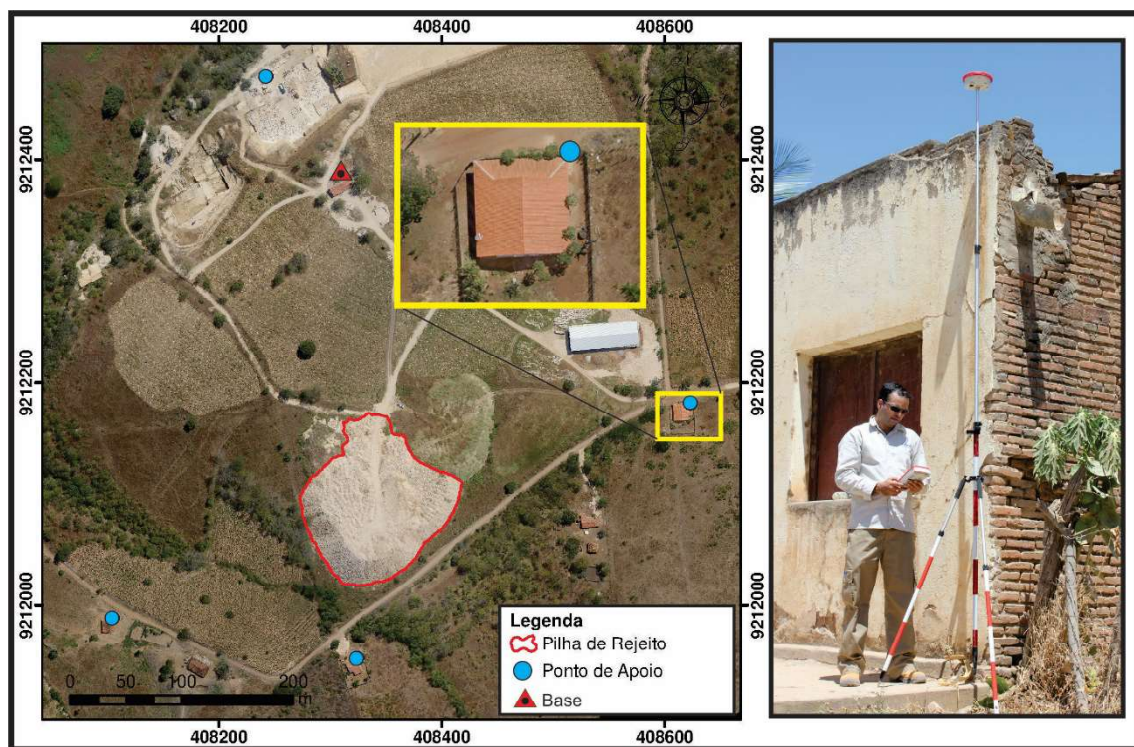 408200 408400 408600
9212400 9212400
9212200 9212200
9212000 9212000
Legenda
Pilha de Rejeito
Ponto de Apoio
Base
0 50 100 200
m
408200 408400 408600